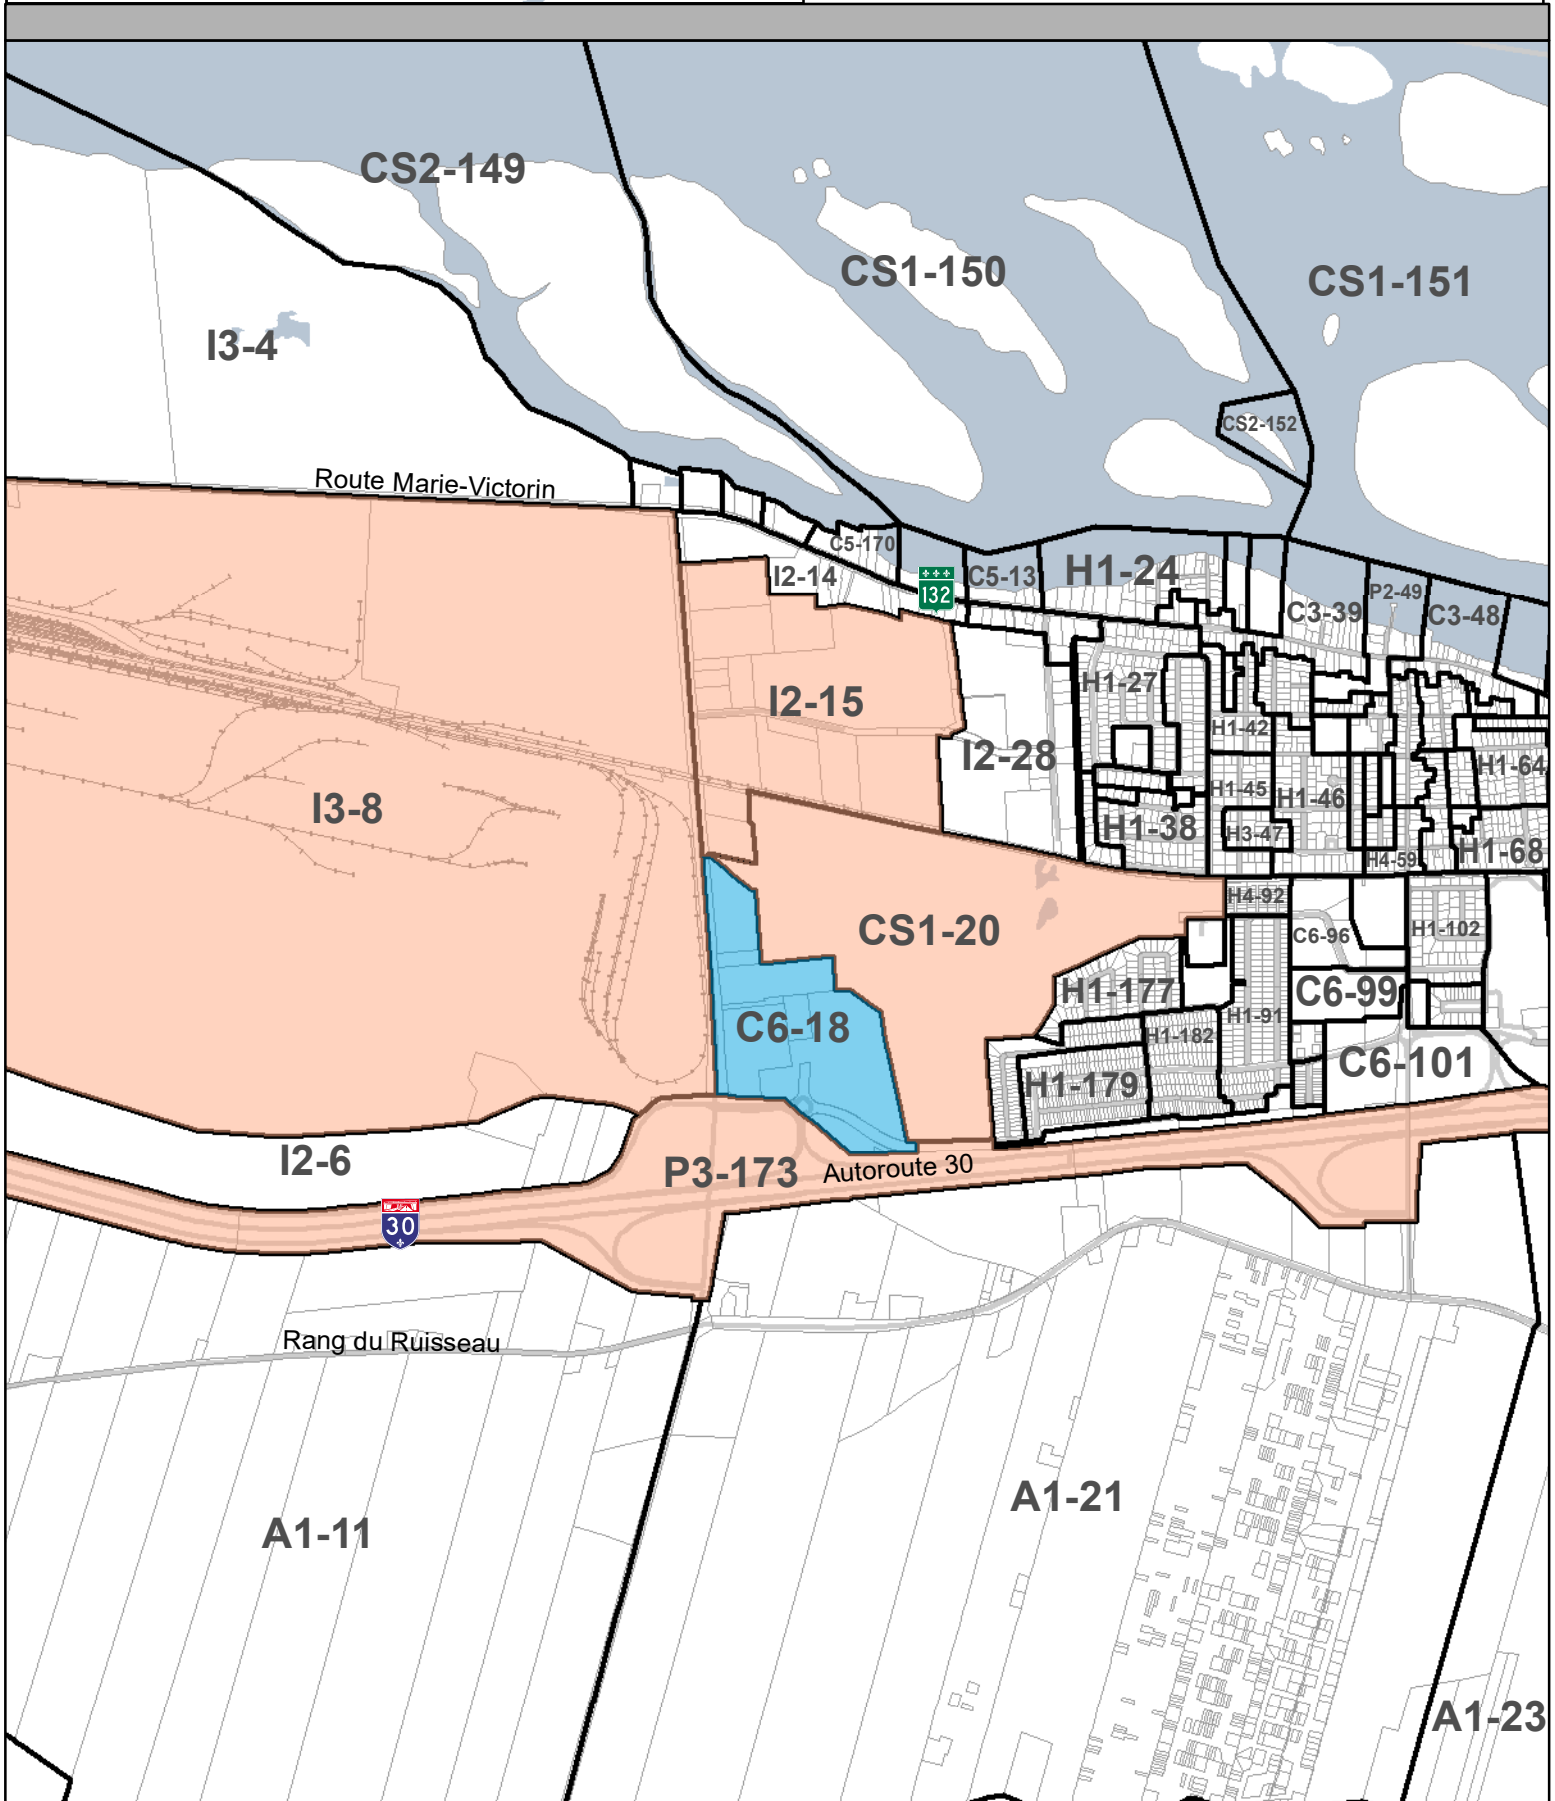 CS2-149
CS1-150
CS1-151
I3-4
CS2-152
Route Marie-Victorin
C5-170
I2-14
132
C5-13
H1-24
C3-39
P2-49
C3-48
I2-15
H1-27
H1-42
I2-28
H1-64
I3-8
H1-45
H1-46
H1-38
H3-47
H4-59
H1-68
H4-92
CS1-20
C6-96
H1-102
H1-177
C6-99
C6-18
H1-91
H1-182
C6-101
H1-179
I2-6
P3-173
Autoroute 30
30
Rang du Ruisseau
A1-21
A1-11
A1-23